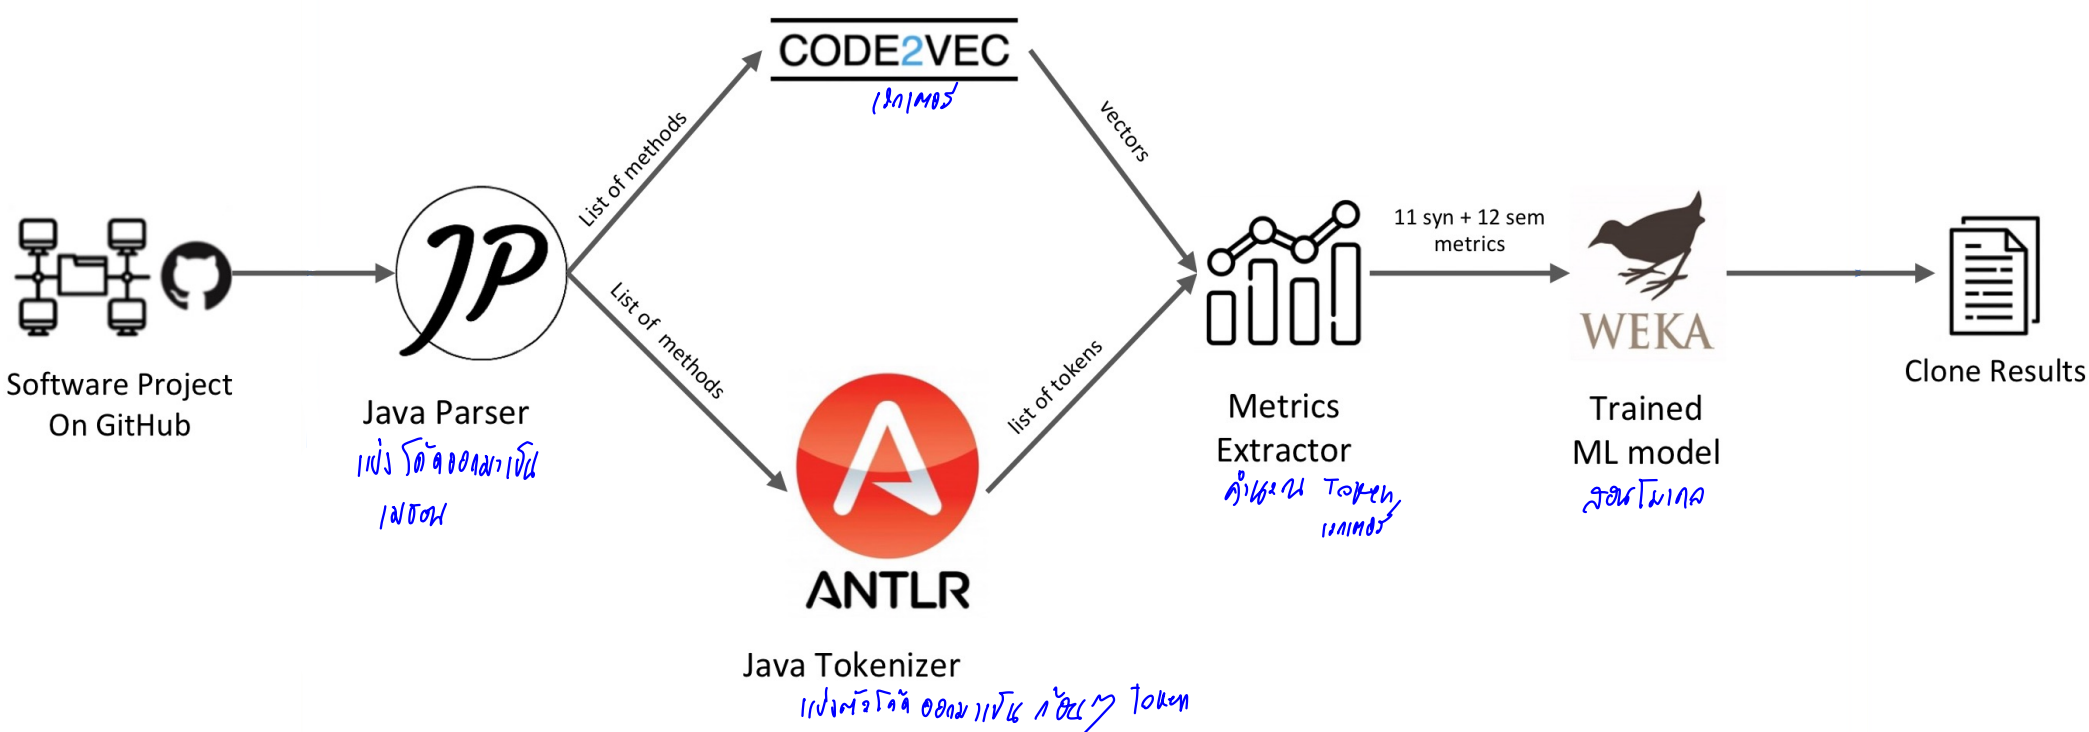 CODE2VEC
เวกเตอร์
List of methods
vectors
JP
11 syn + 12 sem
metrics
WEKA
Software Project
On GitHub
Java Parser
แบ่งโค้ดออกมาเป็น
เมธอด
List of methods
list of tokens
Metrics
Extractor
คำนวณ Token,
เวกเตอร์
Trained
ML model
สอนโมเดล
Clone Results
ANTLR
Java Tokenizer
แบ่งตัวโค้ดออกมาเป็น ก้อนๆ Token